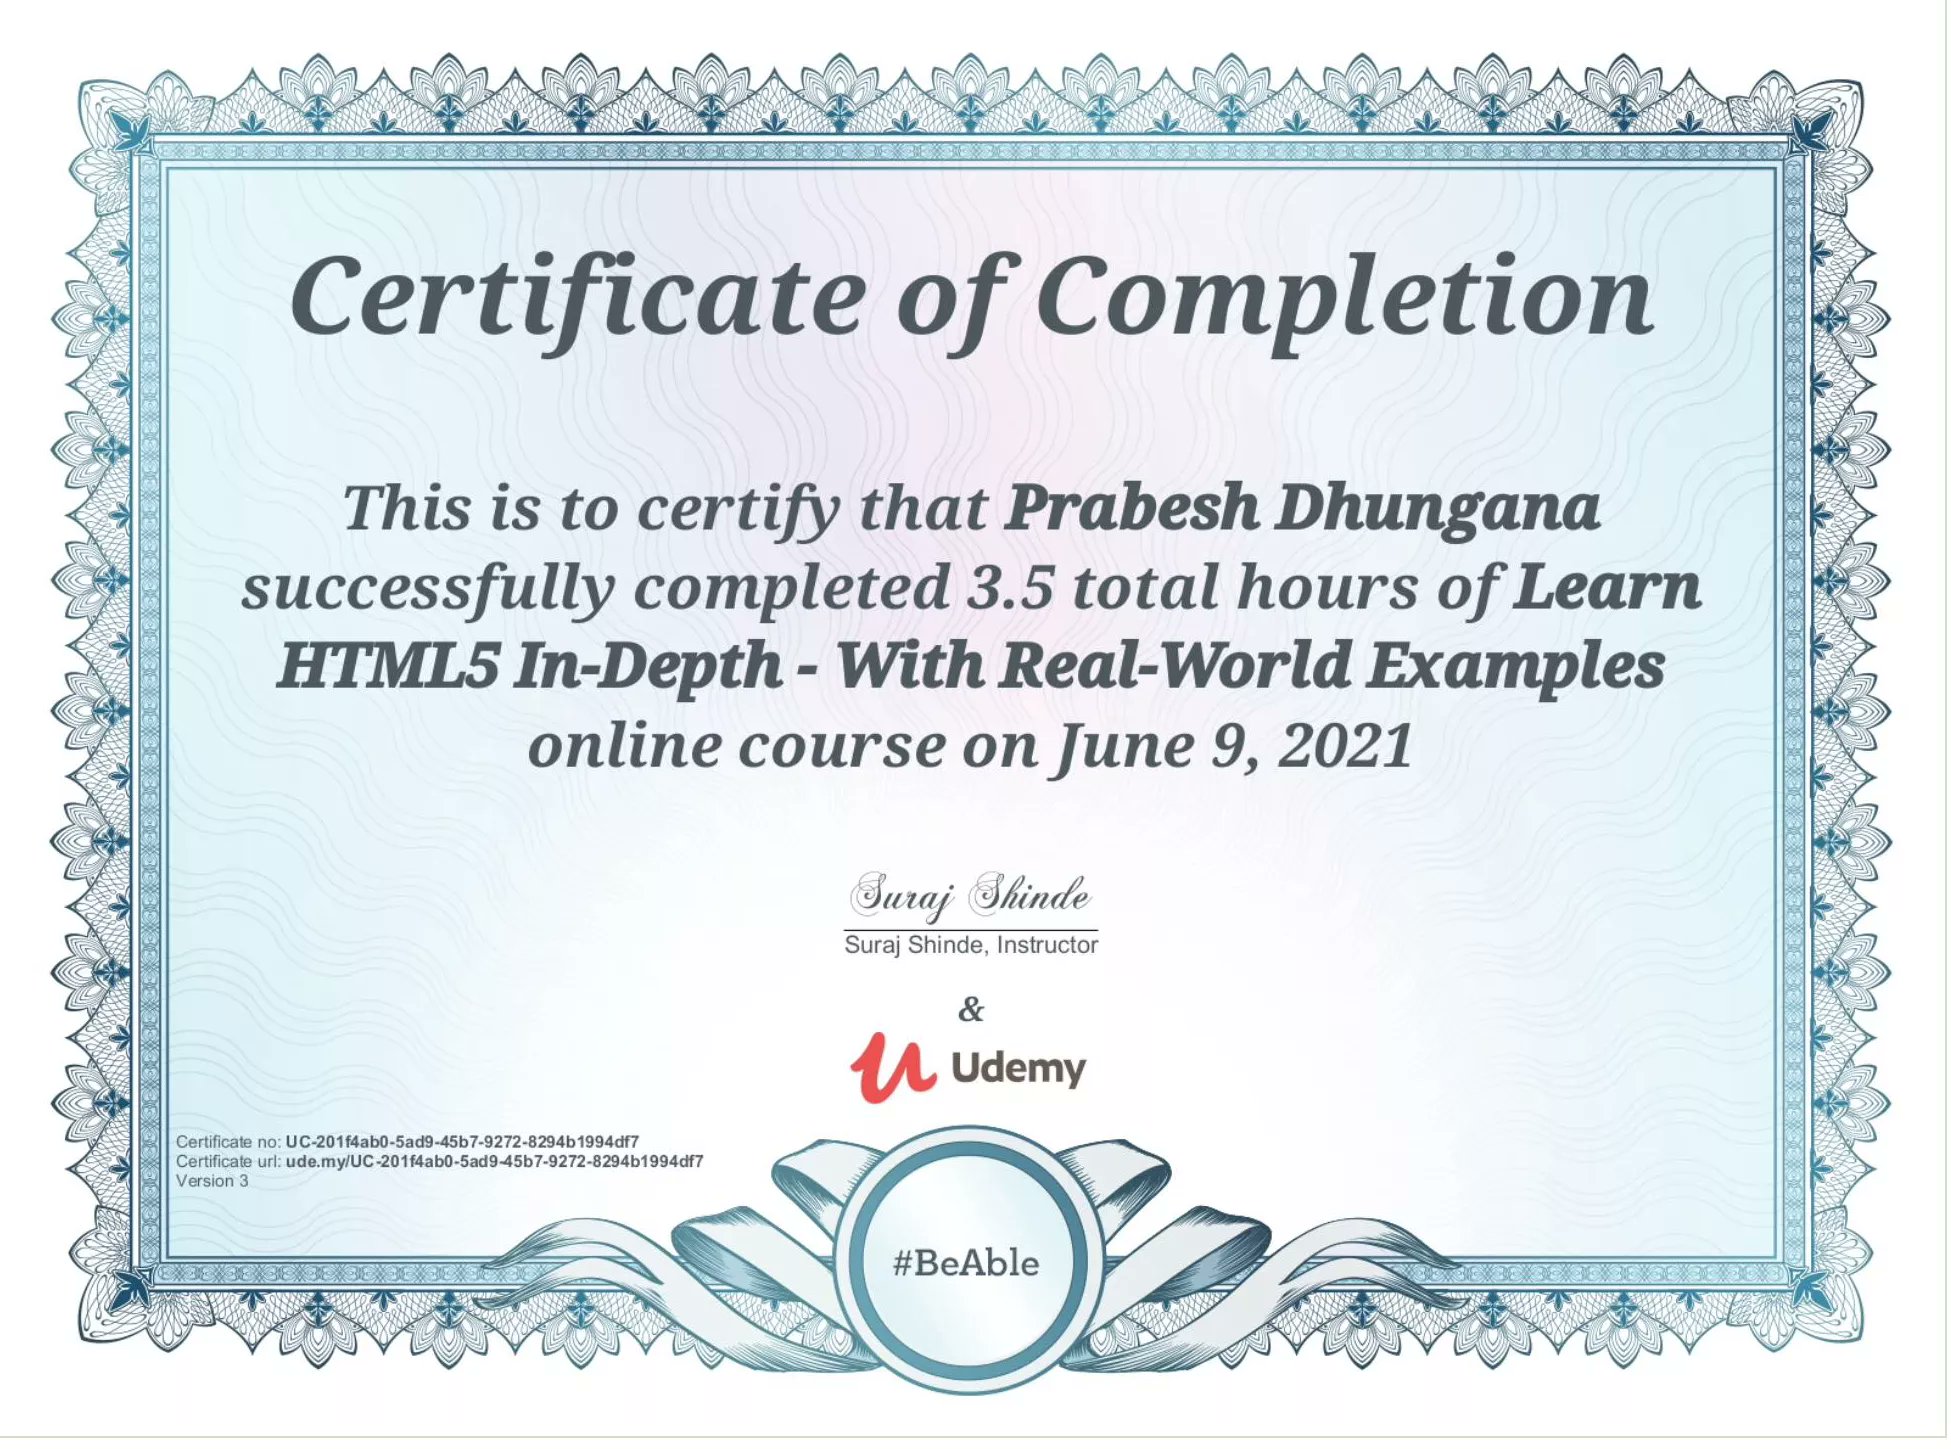 Certificate of Completion
This is to certify that Prabesh Dhungana
successfully completed 3.5 total hours of Learn
HTML5 In-Depth - With Real-World Examples
online course on June 9, 2021
Suraj Shinde
Suraj Shinde, Instructor
&
Udemy
Certificate no: UC-201f4ab0-5ad9-45b7-9272-8294b1994df7
Certificate url: ude.my/UC-201f4ab0-5ad9-45b7-9272-8294b1994df7
Version 3
#BeAble